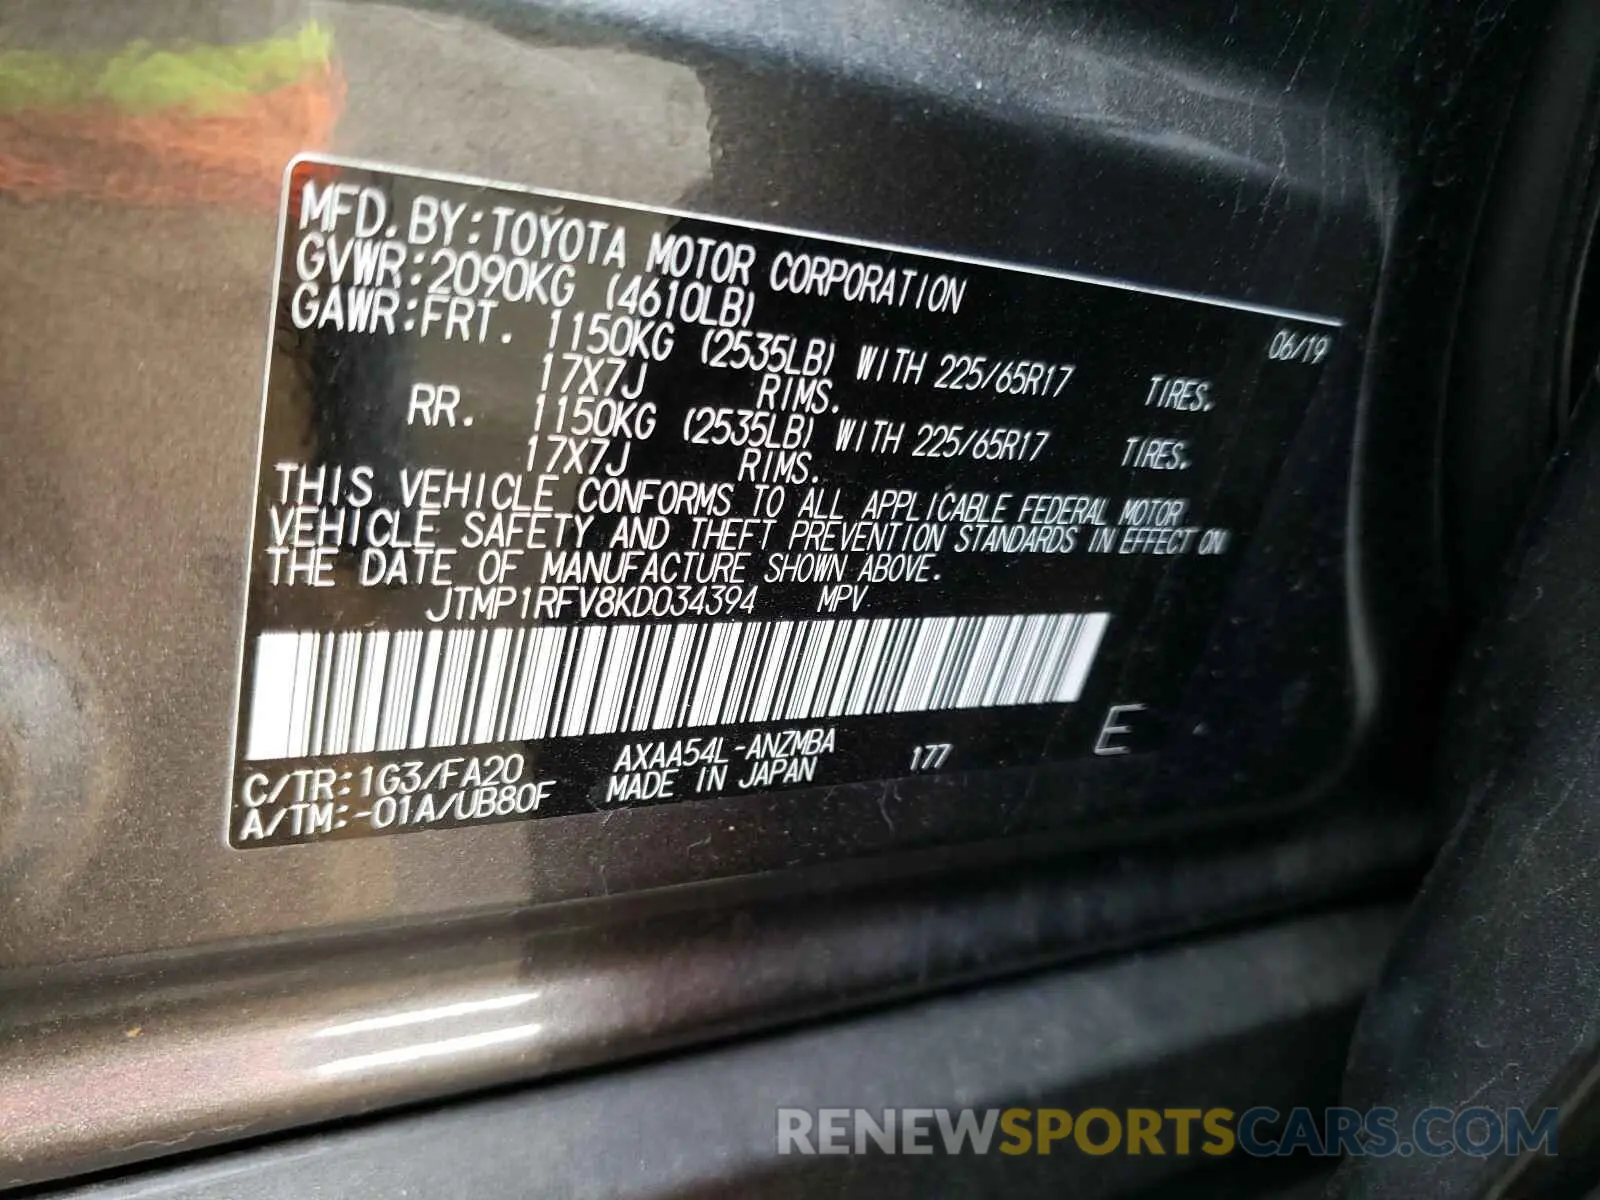 MFD. BY: TOYOTA MOTOR CORPORATION 06/19
GVWR: 2090KG (4610LB)
GAWR: FRT. 1150KG (2535LB) WITH 225/65R17 TIRES.
17X7J RIMS.
RR. 1150KG (2535LB) WITH 225/65R17 TIRES.
17X7J RIMS.
THIS VEHICLE CONFORMS TO ALL APPLICABLE FEDERAL MOTOR
VEHICLE SAFETY AND THEFT PREVENTION STANDARDS IN EFFECT ON
THE DATE OF MANUFACTURE SHOWN ABOVE.
JTMP1RFV8KD034394 MPV
C/TR: 1G3/FA20 AXAA54L-ANZMBA 177 E
A/TM: -01A/UB80F MADE IN JAPAN
RENEWSPORTSCARS.COM